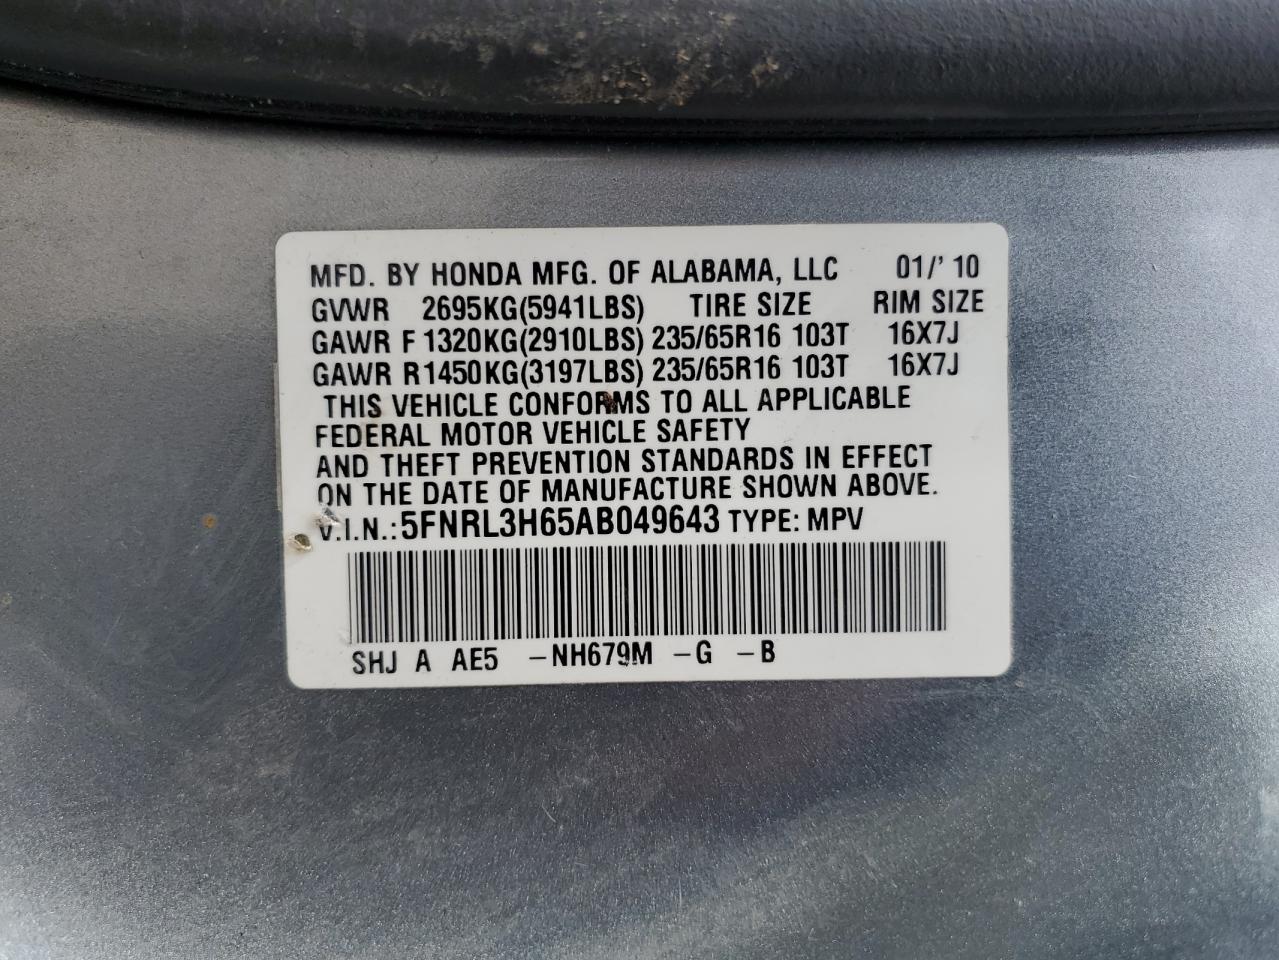 MFD. BY HONDA MFG. OF ALABAMA, LLC 01/' 10
GVWR 2695KG(5941LBS) TIRE SIZE RIM SIZE
GAWR F 1320KG(2910LBS) 235/65R16 103T 16X7J
GAWR R1450KG(3197LBS) 235/65R16 103T 16X7J
THIS VEHICLE CONFORMS TO ALL APPLICABLE
FEDERAL MOTOR VEHICLE SAFETY
AND THEFT PREVENTION STANDARDS IN EFFECT
ON THE DATE OF MANUFACTURE SHOWN ABOVE.
V.I.N.:5FNRL3H65AB049643 TYPE: MPV
SHJ A AE5 -NH679M -G -B